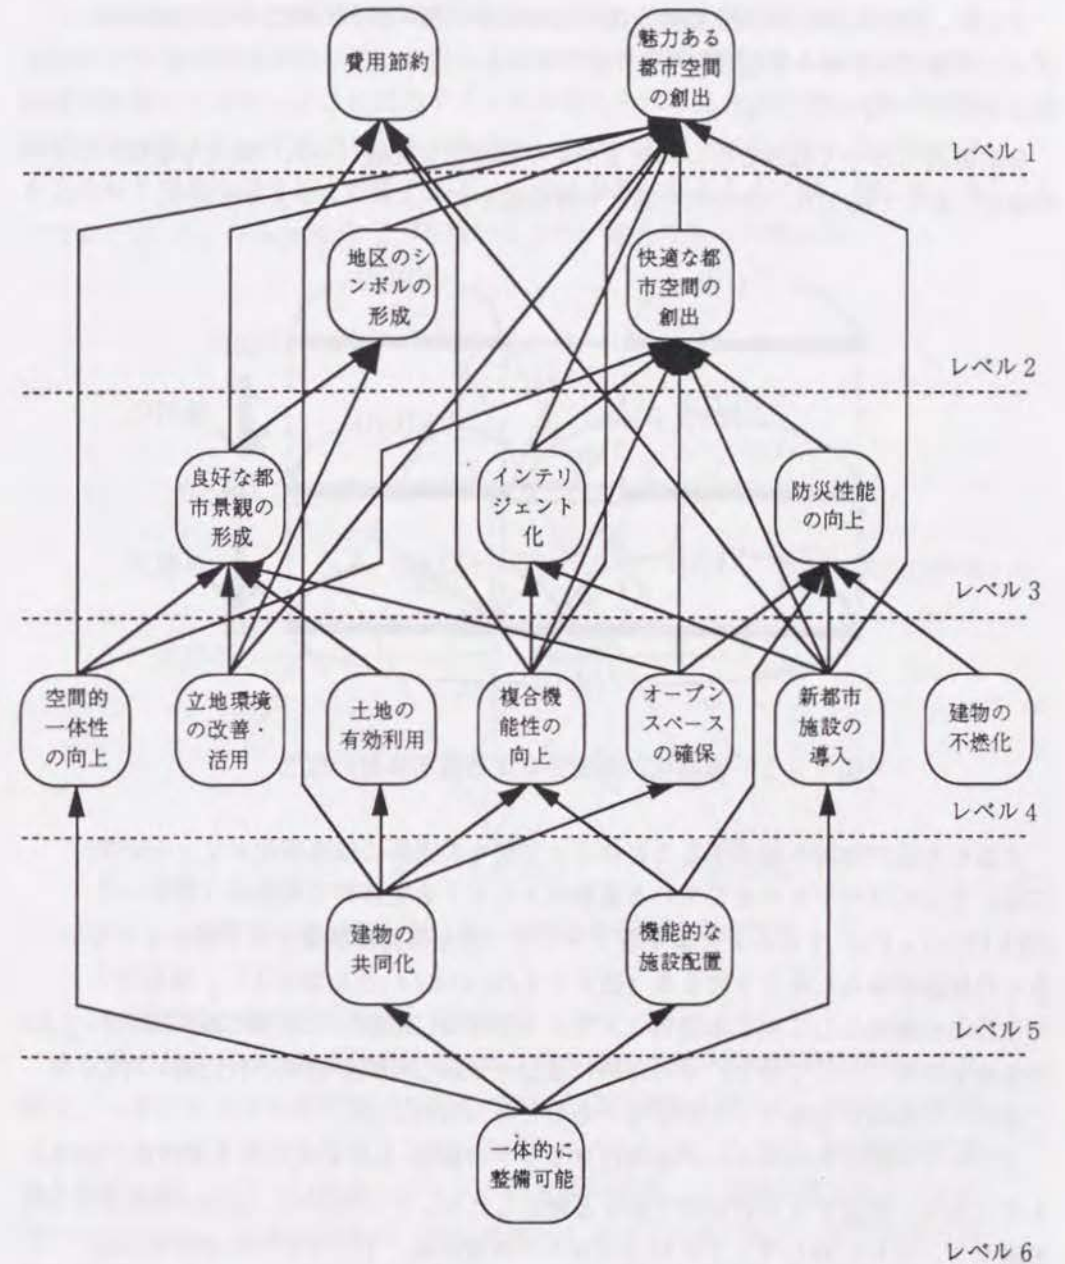 費用節約
魅力ある
都市空間
の創出
レベル1
地区のシ
ンボルの
形成
快適な都
市空間の
創出
レベル2
良好な都
市景観の
形成
インテリ
ジェント
化
防災性能
の向上
レベル3
空間的
一体性
の向上
立地環境
の改善・
活用
土地の
有効利用
複合機
能性の
向上
オープン
スペース
の確保
新都市
施設の
導入
建物の
不燃化
レベル4
建物の
共同化
機能的な
施設配置
レベル5
一体的に
整備可能
レベル6